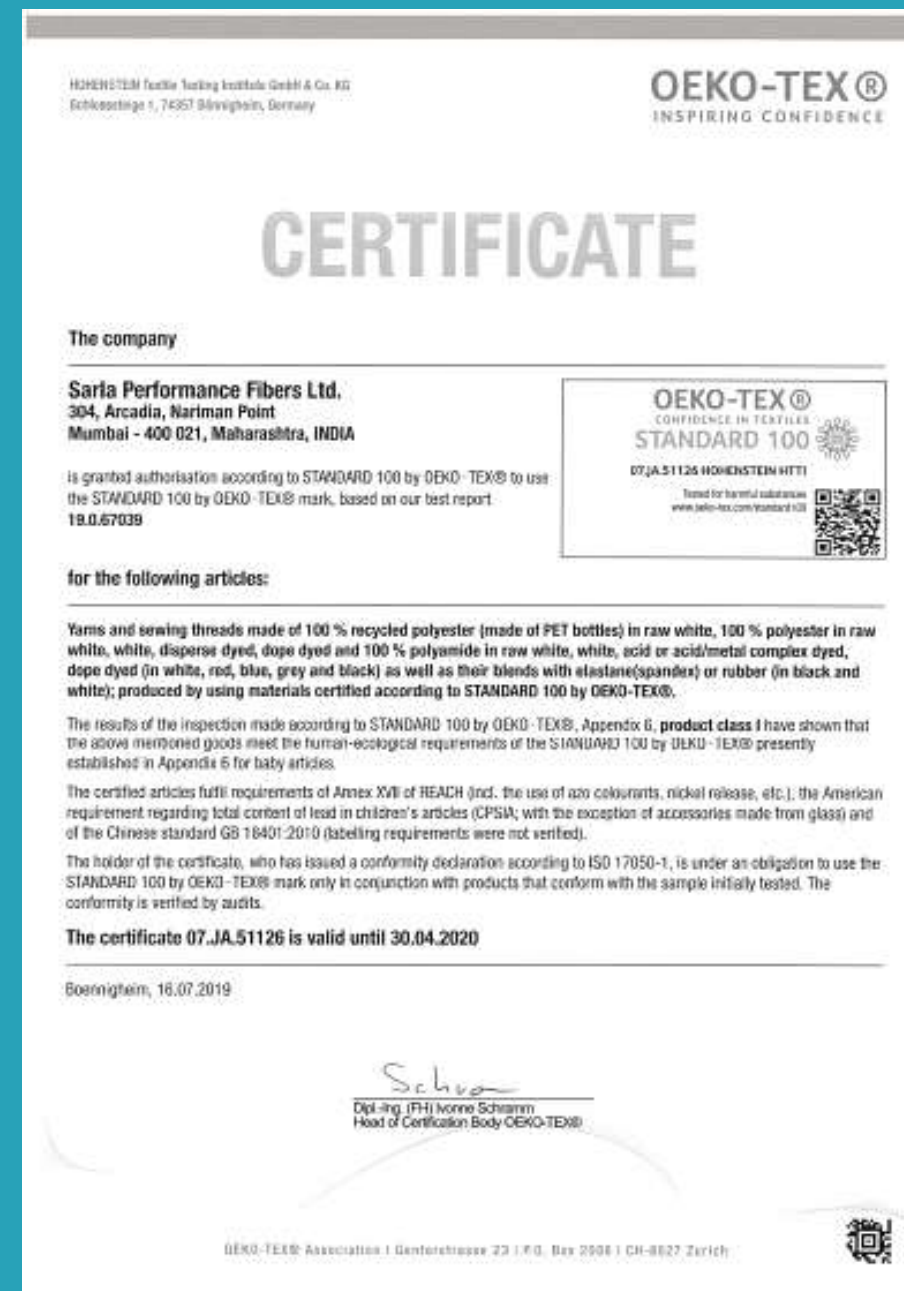 HOHENSTEIN Textile Testing Institute GmbH & Co. KG
Schlosssteige 1, 74357 Bönnigheim, Germany
OEKO-TEX®
INSPIRING CONFIDENCE
CERTIFICATE
The company
Sarla Performance Fibers Ltd.
304, Arcadia, Nariman Point
Mumbai - 400 021, Maharashtra, INDIA
is granted authorisation according to STANDARD 100 by OEKO-TEX® to use
the STANDARD 100 by OEKO-TEX® mark, based on our test report
19.0.67039
OEKO-TEX®
CONFIDENCE IN TEXTILES
STANDARD 100
07.JA.51126 HOHENSTEIN HTTI
Tested for harmful substances
www.oeko-tex.com/standard100
for the following articles:
Yarns and sewing threads made of 100 % recycled polyester (made of PET bottles) in raw white, 100 % polyester in raw
white, white, disperse dyed, dope dyed and 100 % polyamide in raw white, white, acid or acid/metal complex dyed,
dope dyed (in white, red, blue, grey and black) as well as their blends with elastane(spandex) or rubber (in black and
white); produced by using materials certified according to STANDARD 100 by OEKO-TEX®.
The results of the inspection made according to STANDARD 100 by OEKO-TEX®, Appendix 6, product class I have shown that
the above mentioned goods meet the human-ecological requirements of the STANDARD 100 by OEKO-TEX® presently
established in Appendix 6 for baby articles.
The certified articles fulfil requirements of Annex XVII of REACH (incl. the use of azo colourants, nickel release, etc.), the American
requirement regarding total content of lead in children's articles (CPSIA; with the exception of accessories made from glass) and
of the Chinese standard GB 18401:2010 (labelling requirements were not verified).
The holder of the certificate, who has issued a conformity declaration according to ISO 17050-1, is under an obligation to use the
STANDARD 100 by OEKO-TEX® mark only in conjunction with products that conform with the sample initially tested. The
conformity is verified by audits.
The certificate 07.JA.51126 is valid until 30.04.2020
Boennigheim, 16.07.2019
Dipl.-Ing. (FH) Ivonne Schramm
Head of Certification Body OEKO-TEX®
OEKO-TEX® Association | Genferstrasse 23 | P.O. Box 2006 | CH-8027 Zurich